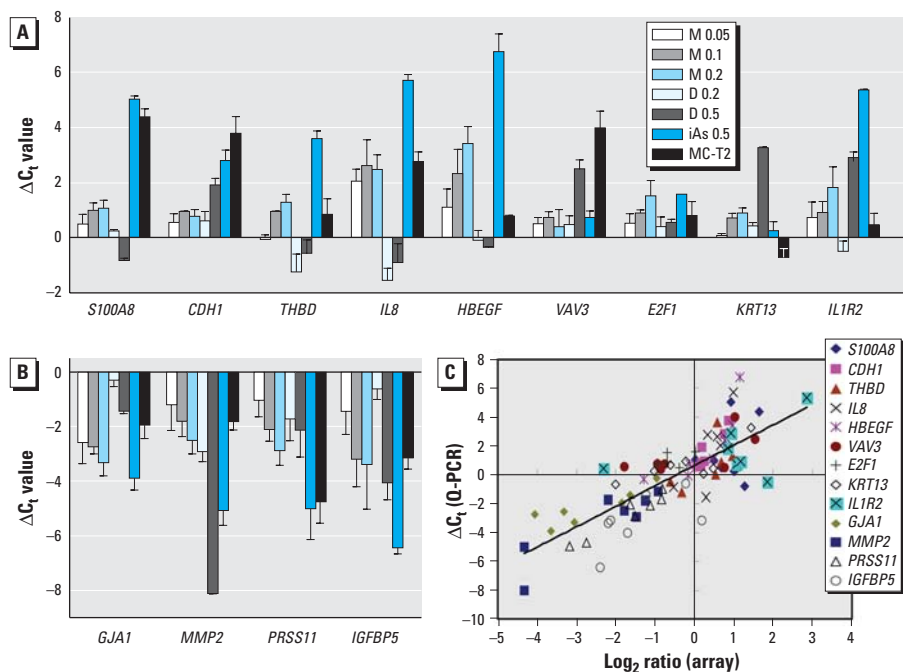 A
ΔCt value
8
6
4
2
0
−2
M 0.05
M 0.1
M 0.2
D 0.2
D 0.5
iAs 0.5
MC-T2
S100A8 CDH1 THBD IL8 HBEGF VAV3 E2F1 KRT13 IL1R2
B
ΔCt value
0
−2
−4
−6
−8
GJA1 MMP2 PRSS11 IGFBP5
C
ΔCt (Q-PCR)
8
6
4
2
0
−2
−4
−6
−8
−10
−5 −4 −3 −2 −1 0 1 2 3 4
Log2 ratio (array)
S100A8
CDH1
THBD
IL8
HBEGF
VAV3
E2F1
KRT13
IL1R2
GJA1
MMP2
PRSS11
IGFBP5